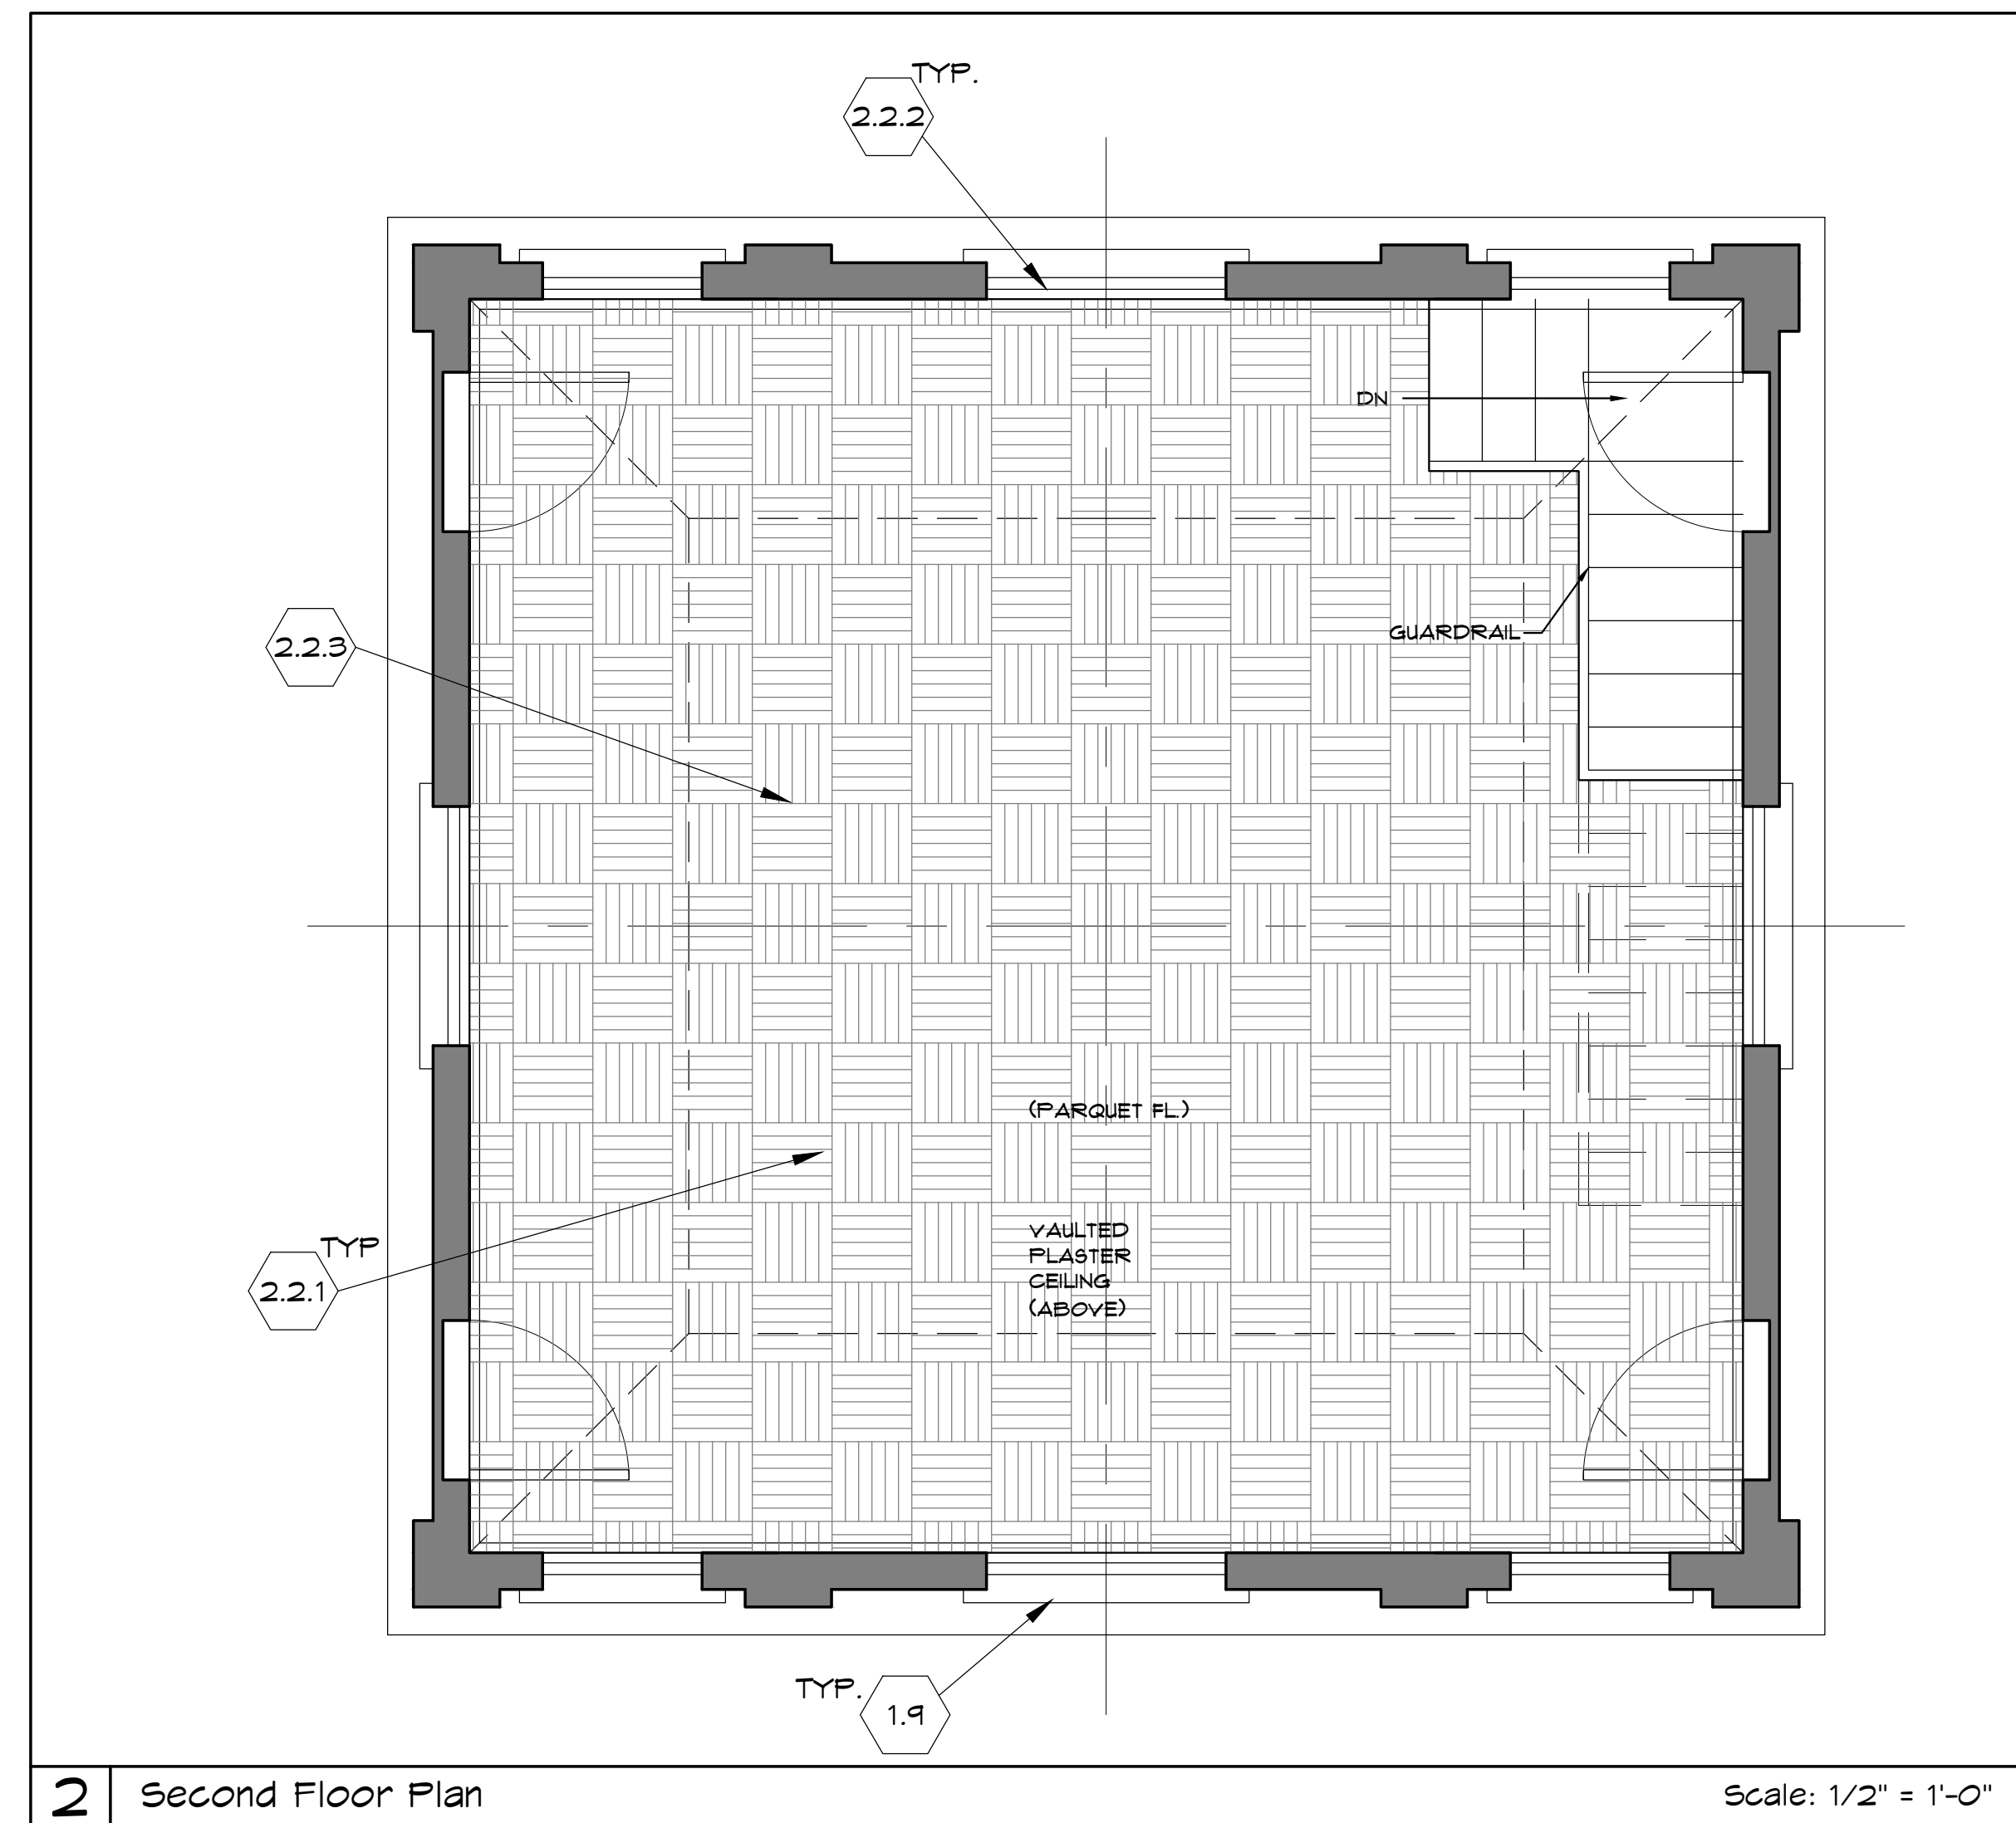 TYP.
2.2.2
DN
GUARDRAIL
2.2.3
(PARQUET FL.)
VAULTED
PLASTER
CEILING
(ABOVE)
TYP
2.2.1
TYP.
1.9
2
Second Floor Plan
Scale: 1/2" = 1'-0"